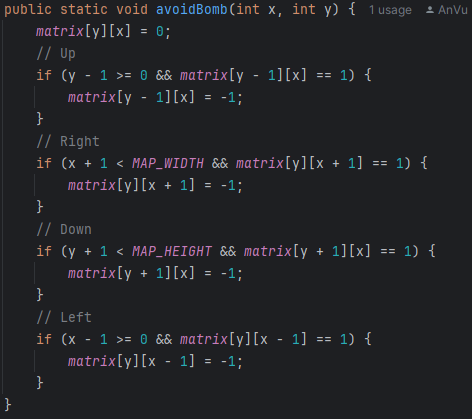 public static void avoidBomb(int x, int y) { 1 usage AnVu
    matrix[y][x] = 0;
    // Up
    if (y - 1 >= 0 && matrix[y - 1][x] == 1) {
        matrix[y - 1][x] = -1;
    }
    // Right
    if (x + 1 < MAP_WIDTH && matrix[y][x + 1] == 1) {
        matrix[y][x + 1] = -1;
    }
    // Down
    if (y + 1 < MAP_HEIGHT && matrix[y + 1][x] == 1) {
        matrix[y + 1][x] = -1;
    }
    // Left
    if (x - 1 >= 0 && matrix[y][x - 1] == 1) {
        matrix[y][x - 1] = -1;
    }
}